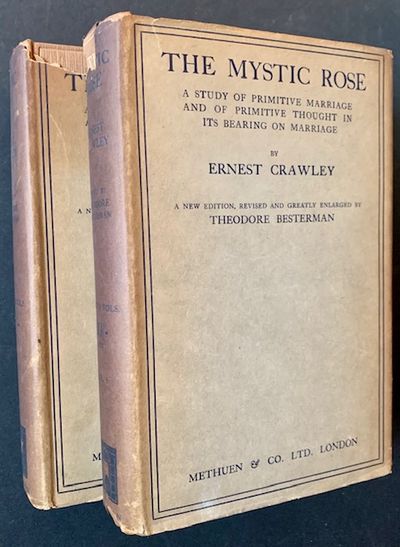 THE MYSTIC ROSE
A STUDY OF PRIMITIVE MARRIAGE
AND OF PRIMITIVE THOUGHT IN
ITS BEARING ON MARRIAGE
BY
ERNEST CRAWLEY
A NEW EDITION, REVISED AND GREATLY ENLARGED BY
THEODORE BESTERMAN
METHUEN & CO. LTD. LONDON